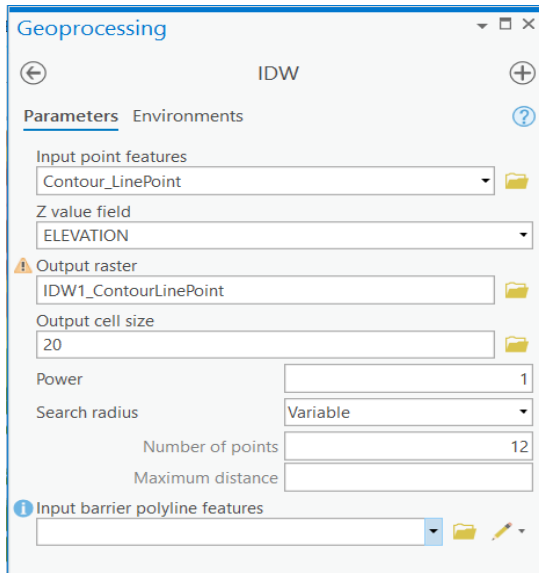 Geoprocessing
IDW
Parameters Environments
Input point features
Contour_LinePoint
Z value field
ELEVATION
Output raster
IDW1_ContourLinePoint
Output cell size
20
Power 1
Search radius Variable
Number of points 12
Maximum distance
Input barrier polyline features